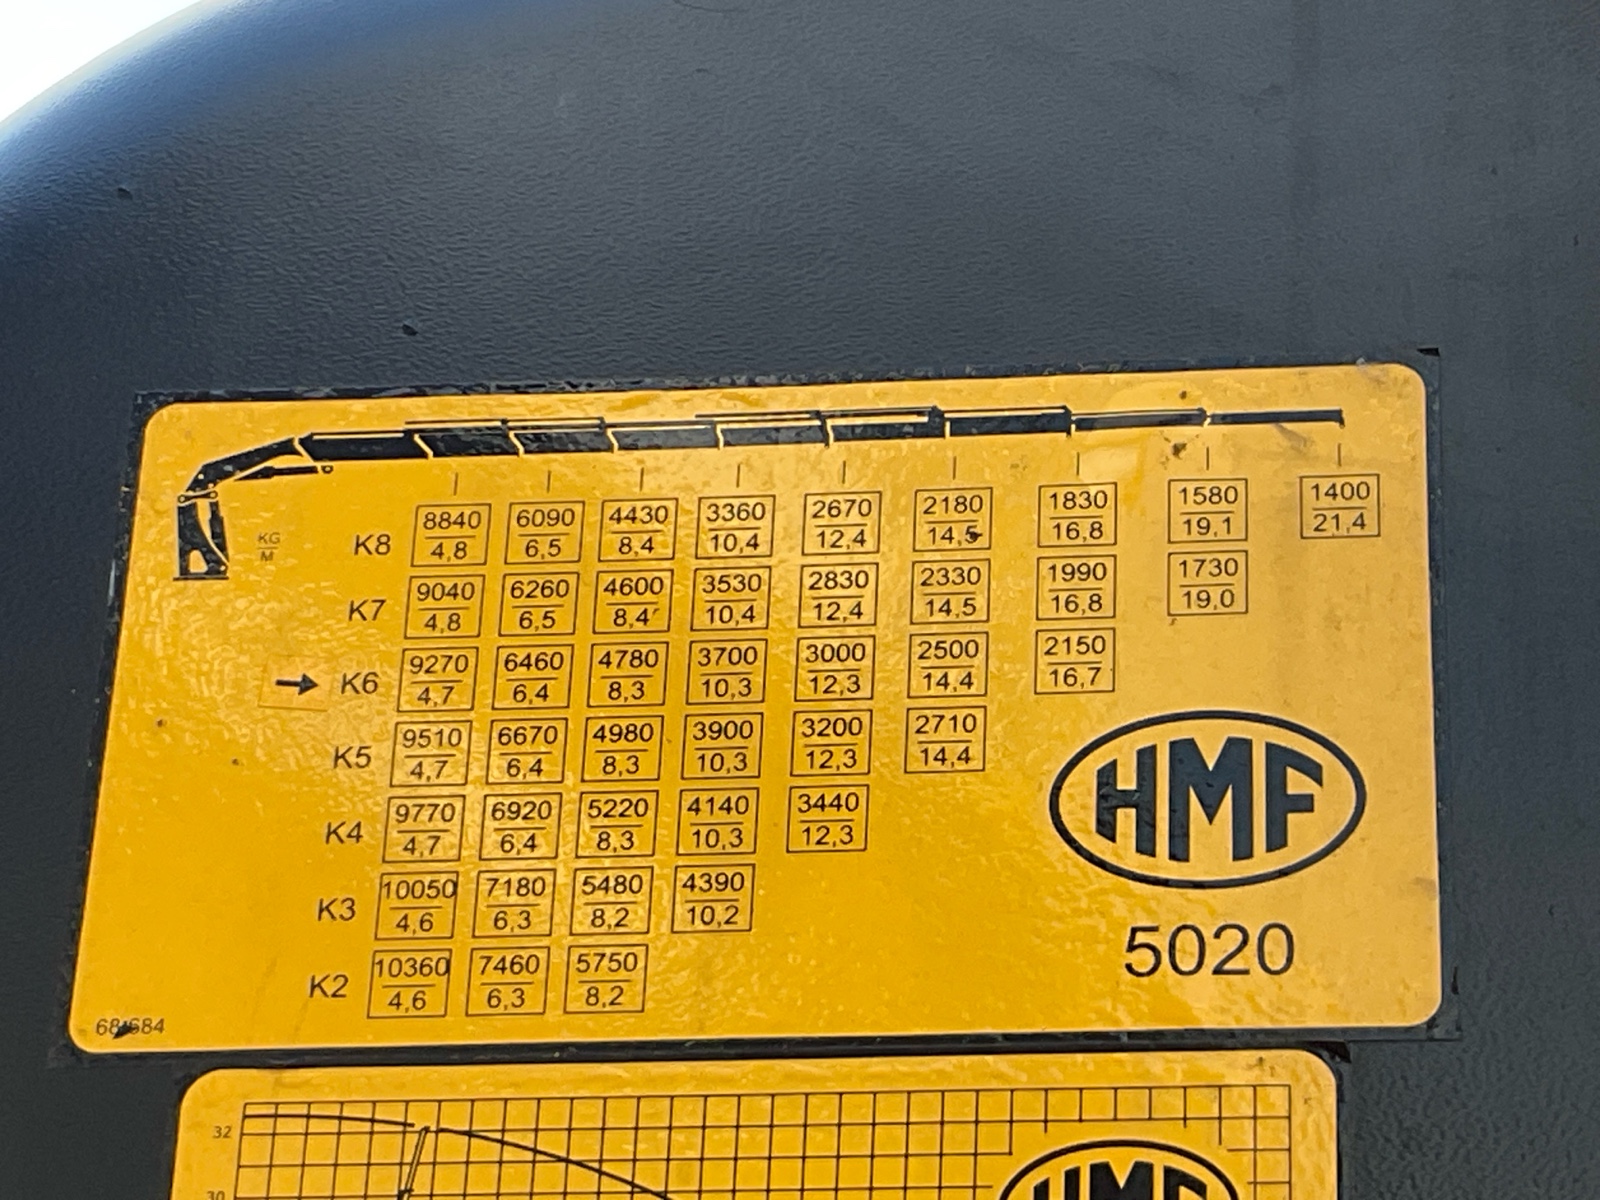 KG
M
K8 8840 6090 4430 3360 2670 2180 1830 1580 1400
4,8 6,5 8,4 10,4 12,4 14,5 16,8 19,1 21,4
K7 9040 6260 4600 3530 2830 2330 1990 1730
4,8 6,5 8,4 10,4 12,4 14,5 16,8 19,0
K6 9270 6460 4780 3700 3000 2500 2150
4,7 6,4 8,3 10,3 12,3 14,4 16,7
K5 9510 6670 4980 3900 3200 2710
4,7 6,4 8,3 10,3 12,3 14,4
K4 9770 6920 5220 4140 3440
4,7 6,4 8,3 10,3 12,3
K3 10050 7180 5480 4390
4,6 6,3 8,2 10,2
K2 10360 7460 5750
4,6 6,3 8,2
HMF
5020
32
30
HMF